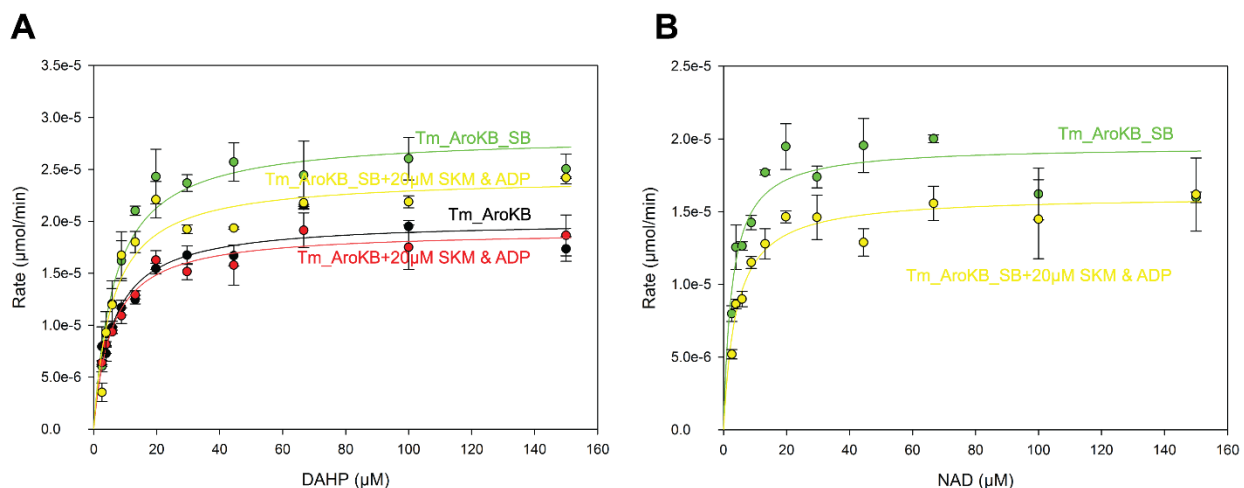 A
3.5e-5
3.0e-5
2.5e-5
2.0e-5
1.5e-5
1.0e-5
5.0e-6
0.0
Rate (µmol/min)
Tm_AroKB_SB
Tm_AroKB_SB+20µM SKM & ADP
Tm_AroKB
Tm_AroKB+20µM SKM & ADP
0 20 40 60 80 100 120 140 160
DAHP (µM)
B
2.5e-5
2.0e-5
1.5e-5
1.0e-5
5.0e-6
0.0
Rate (µmol/min)
Tm_AroKB_SB
Tm_AroKB_SB+20µM SKM & ADP
0 20 40 60 80 100 120 140 160
NAD (µM)